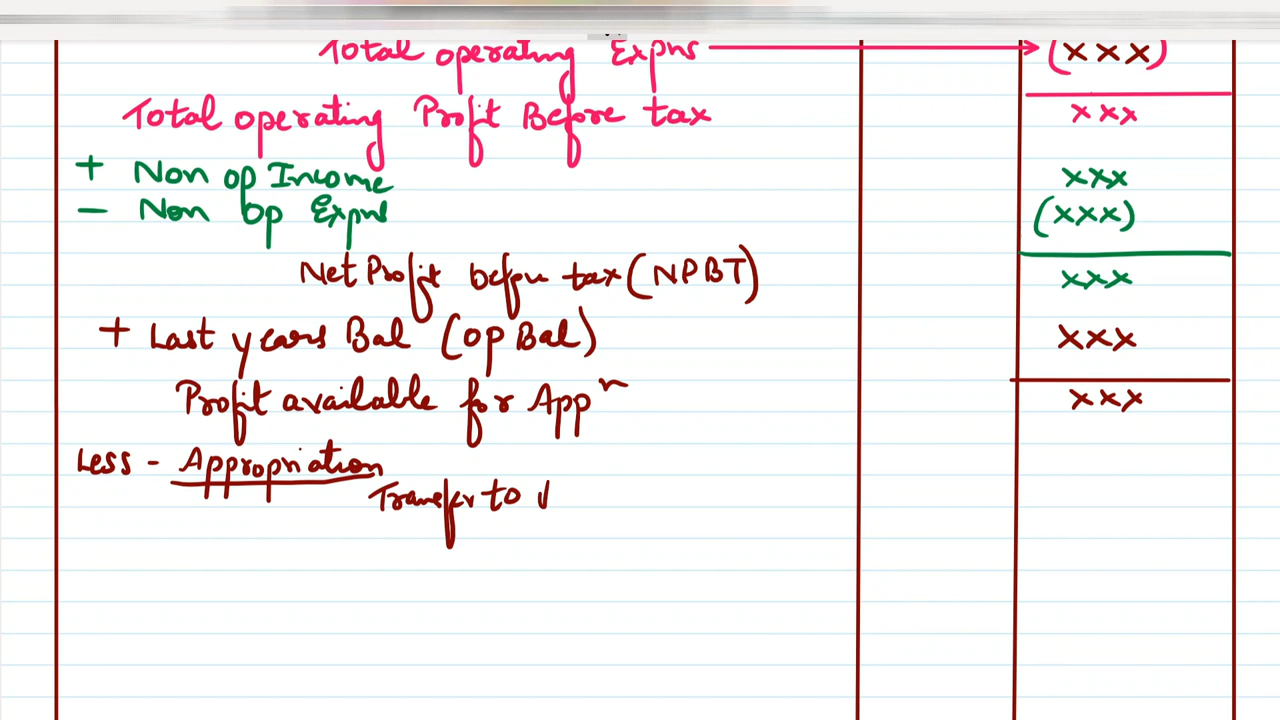 Total operating Expns (xxx)
Total operating Profit Before tax xxx
+ Non op Income xxx
- Non Op Expns (xxx)
Net Profit before tax (NPBT) xxx
+ Last years Bal (Op Bal) xxx
Profit available for Appⁿ xxx
Less - Appropriation
Transfer to